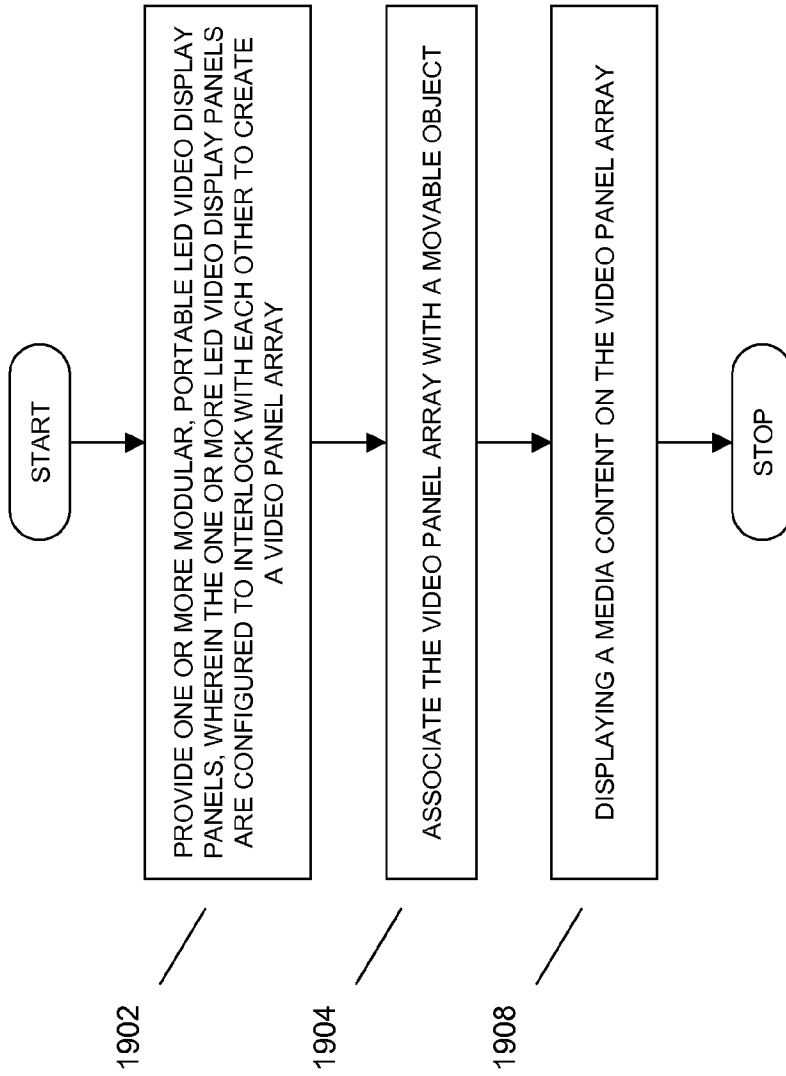 START
1902
PROVIDE ONE OR MORE MODULAR, PORTABLE LED VIDEO DISPLAY
PANELS, WHEREIN THE ONE OR MORE LED VIDEO DISPLAY PANELS
ARE CONFIGURED TO INTERLOCK WITH EACH OTHER TO CREATE
A VIDEO PANEL ARRAY
1904
ASSOCIATE THE VIDEO PANEL ARRAY WITH A MOVABLE OBJECT
1908
DISPLAYING A MEDIA CONTENT ON THE VIDEO PANEL ARRAY
STOP